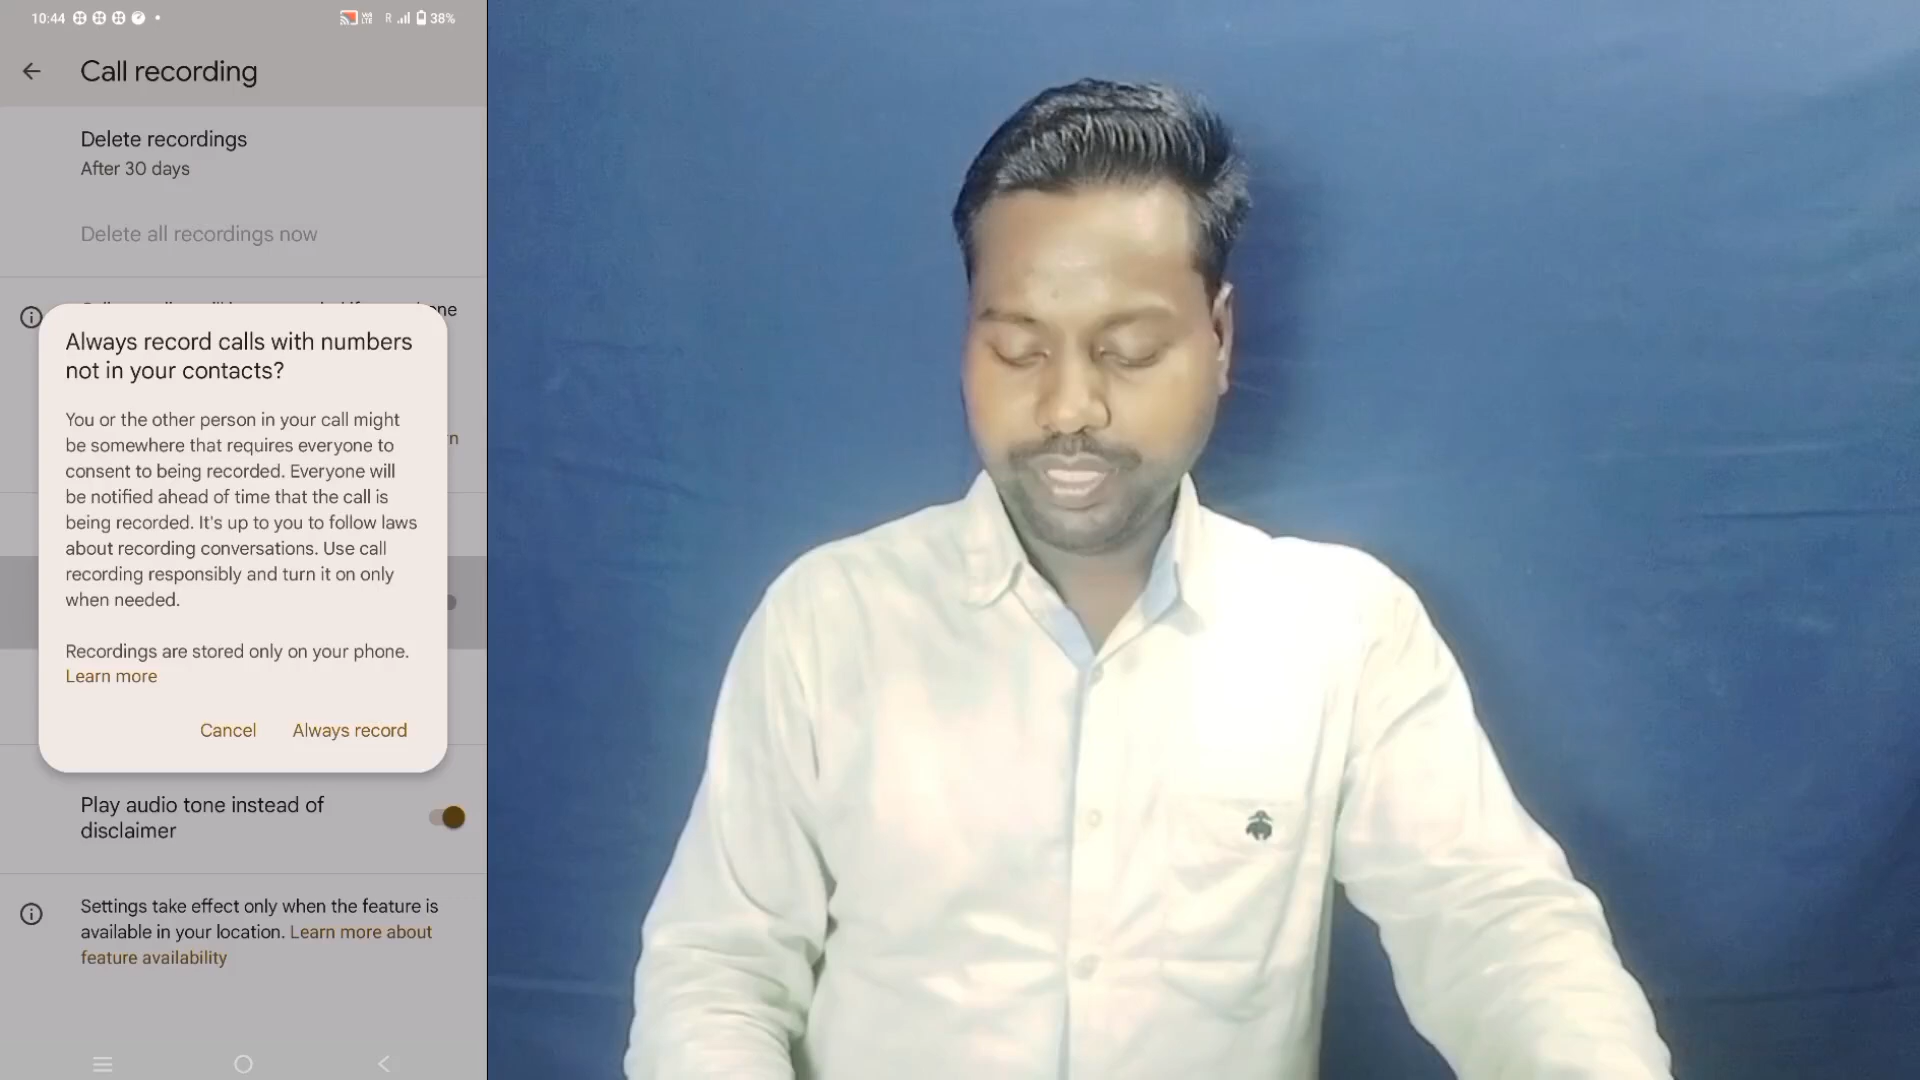 10:44
VoLTE R 38%
Call recording
Delete recordings
After 30 days
Delete all recordings now
ne
Always record calls with numbers
not in your contacts?
You or the other person in your call might
be somewhere that requires everyone to
consent to being recorded. Everyone will
be notified ahead of time that the call is
being recorded. It's up to you to follow laws
about recording conversations. Use call
recording responsibly and turn it on only
when needed.
rn
Recordings are stored only on your phone.
Learn more
Cancel Always record
Play audio tone instead of
disclaimer
Settings take effect only when the feature is
available in your location. Learn more about
feature availability